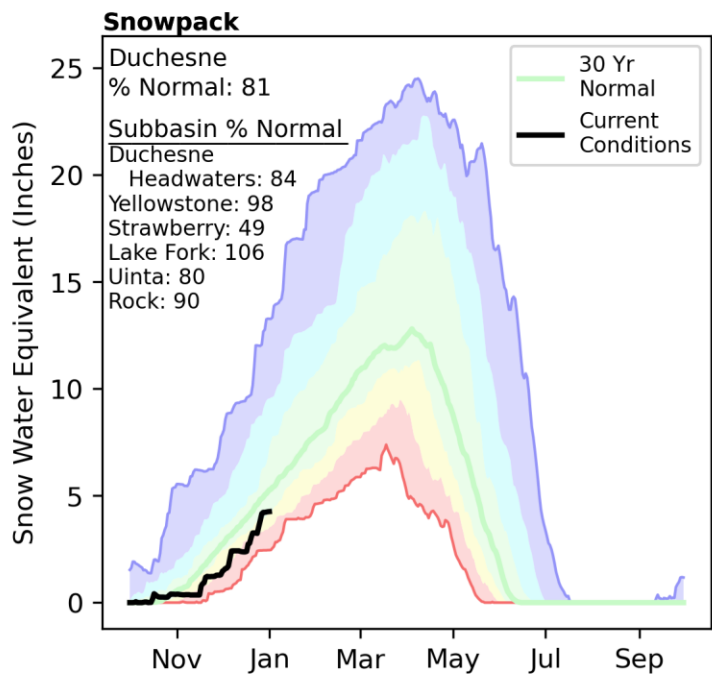 Snowpack
Duchesne
% Normal: 81
Subbasin % Normal
Duchesne
Headwaters: 84
Yellowstone: 98
Strawberry: 49
Lake Fork: 106
Uinta: 80
Rock: 90
30 Yr
Normal
Current
Conditions
Snow Water Equivalent (Inches)
25
20
15
10
5
0
Nov Jan Mar May Jul Sep